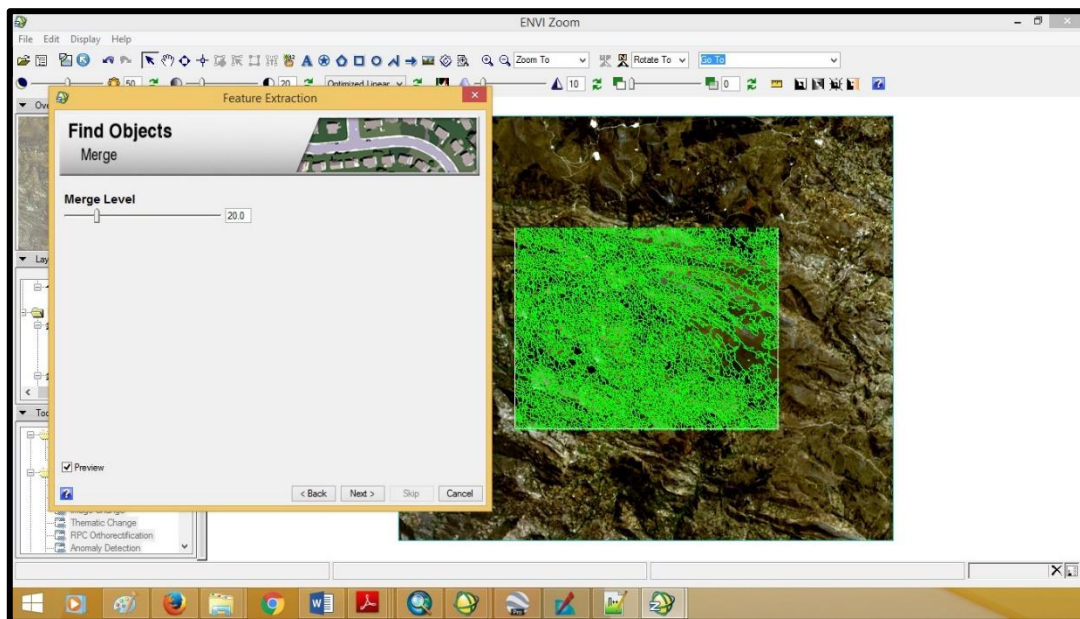 ENVI Zoom
File Edit Display Help
Zoom To Rotate To Go To
50 20 Optimized Linear 10 0
Feature Extraction
Find Objects
Merge
Merge Level
20.0
Preview
< Back Next > Skip Cancel
Image Change
Thematic Change
RPC Orthorectification
Anomaly Detection